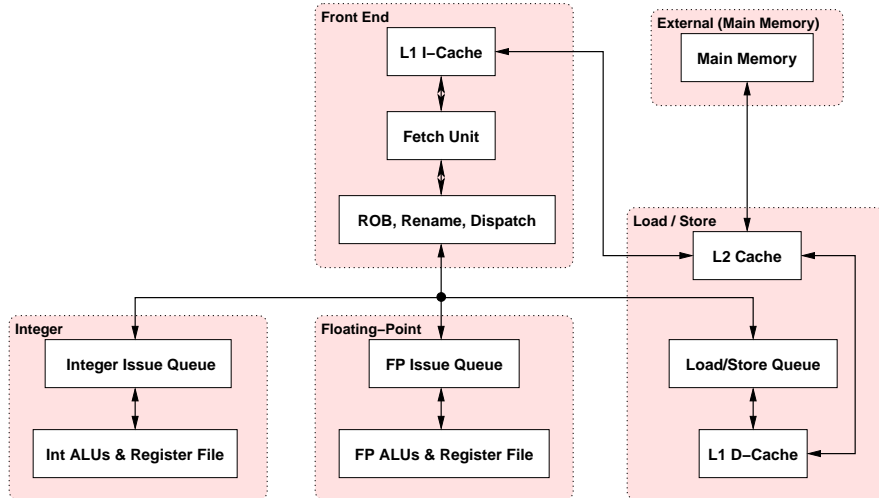 Front End
External (Main Memory)
L1 I−Cache
Main Memory
Fetch Unit
ROB, Rename, Dispatch
Load / Store
L2 Cache
Integer
Floating−Point
Integer Issue Queue
FP Issue Queue
Load/Store Queue
Int ALUs & Register File
FP ALUs & Register File
L1 D−Cache